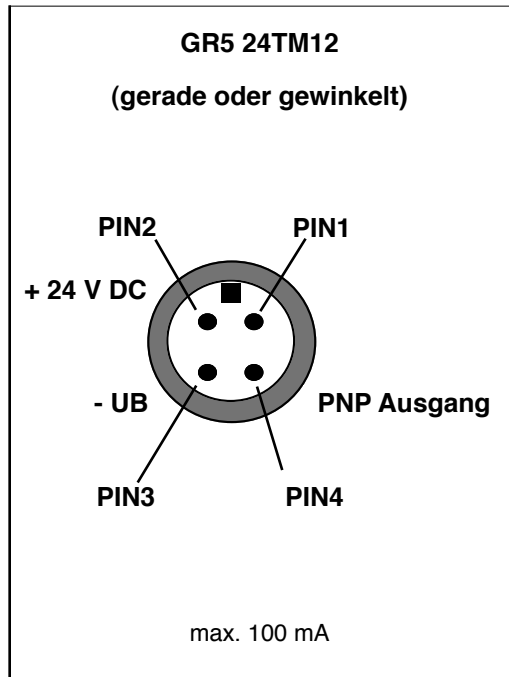 GR5 24TM12
(gerade oder gewinkelt)
PIN2
PIN1
+ 24 V DC
- UB
PNP Ausgang
PIN3
PIN4
max. 100 mA